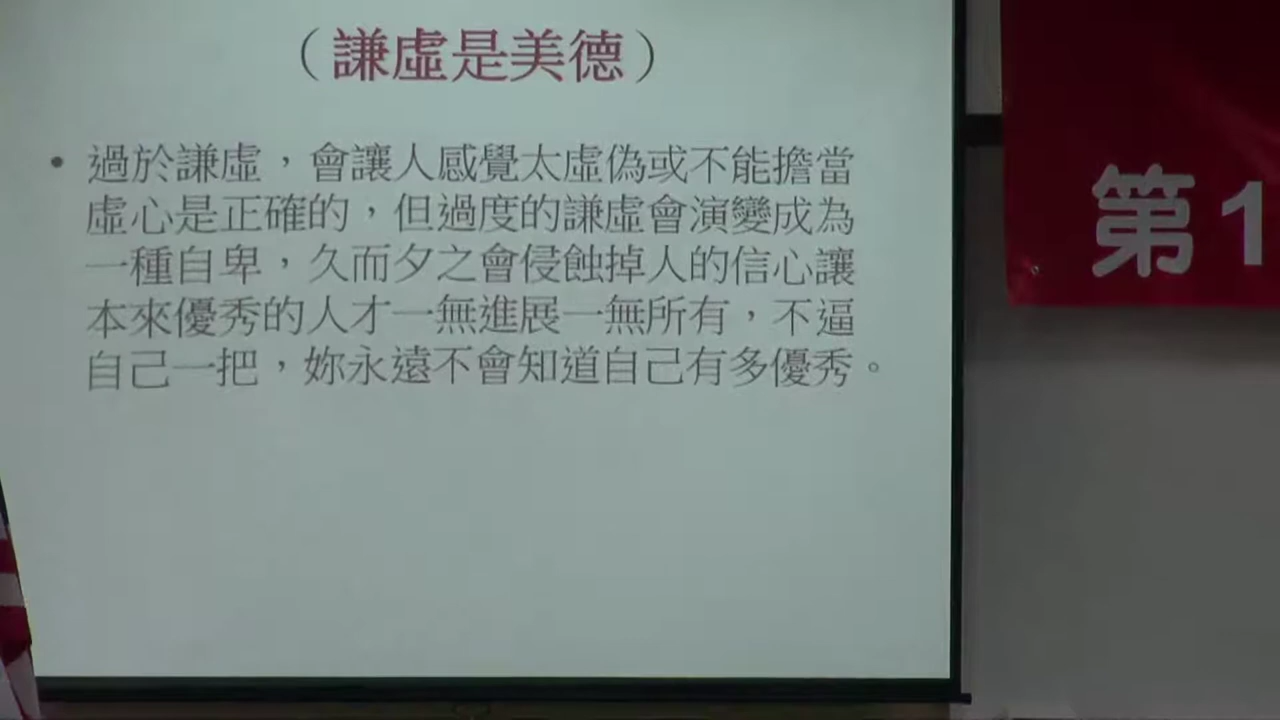 （謙虛是美德）
• 過於謙虛，會讓人感覺太虛偽或不能擔當
虛心是正確的，但過度的謙虛會演變成為
一種自卑，久而夕之會侵蝕掉人的信心讓
本來優秀的人才一無進展一無所有，不逼
自己一把，妳永遠不會知道自己有多優秀。
第1